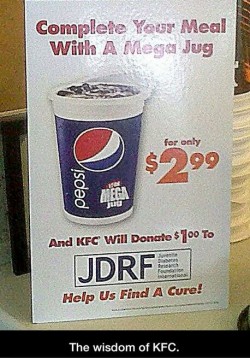 Complete Your Meal
With A Mega Jug
pepsi
MEGA
JUG
for only
$2.99
And KFC Will Donate $1.00 To
JDRF
Juvenile
Diabetes
Research
Foundation
International
Help Us Find A Cure!
The wisdom of KFC.